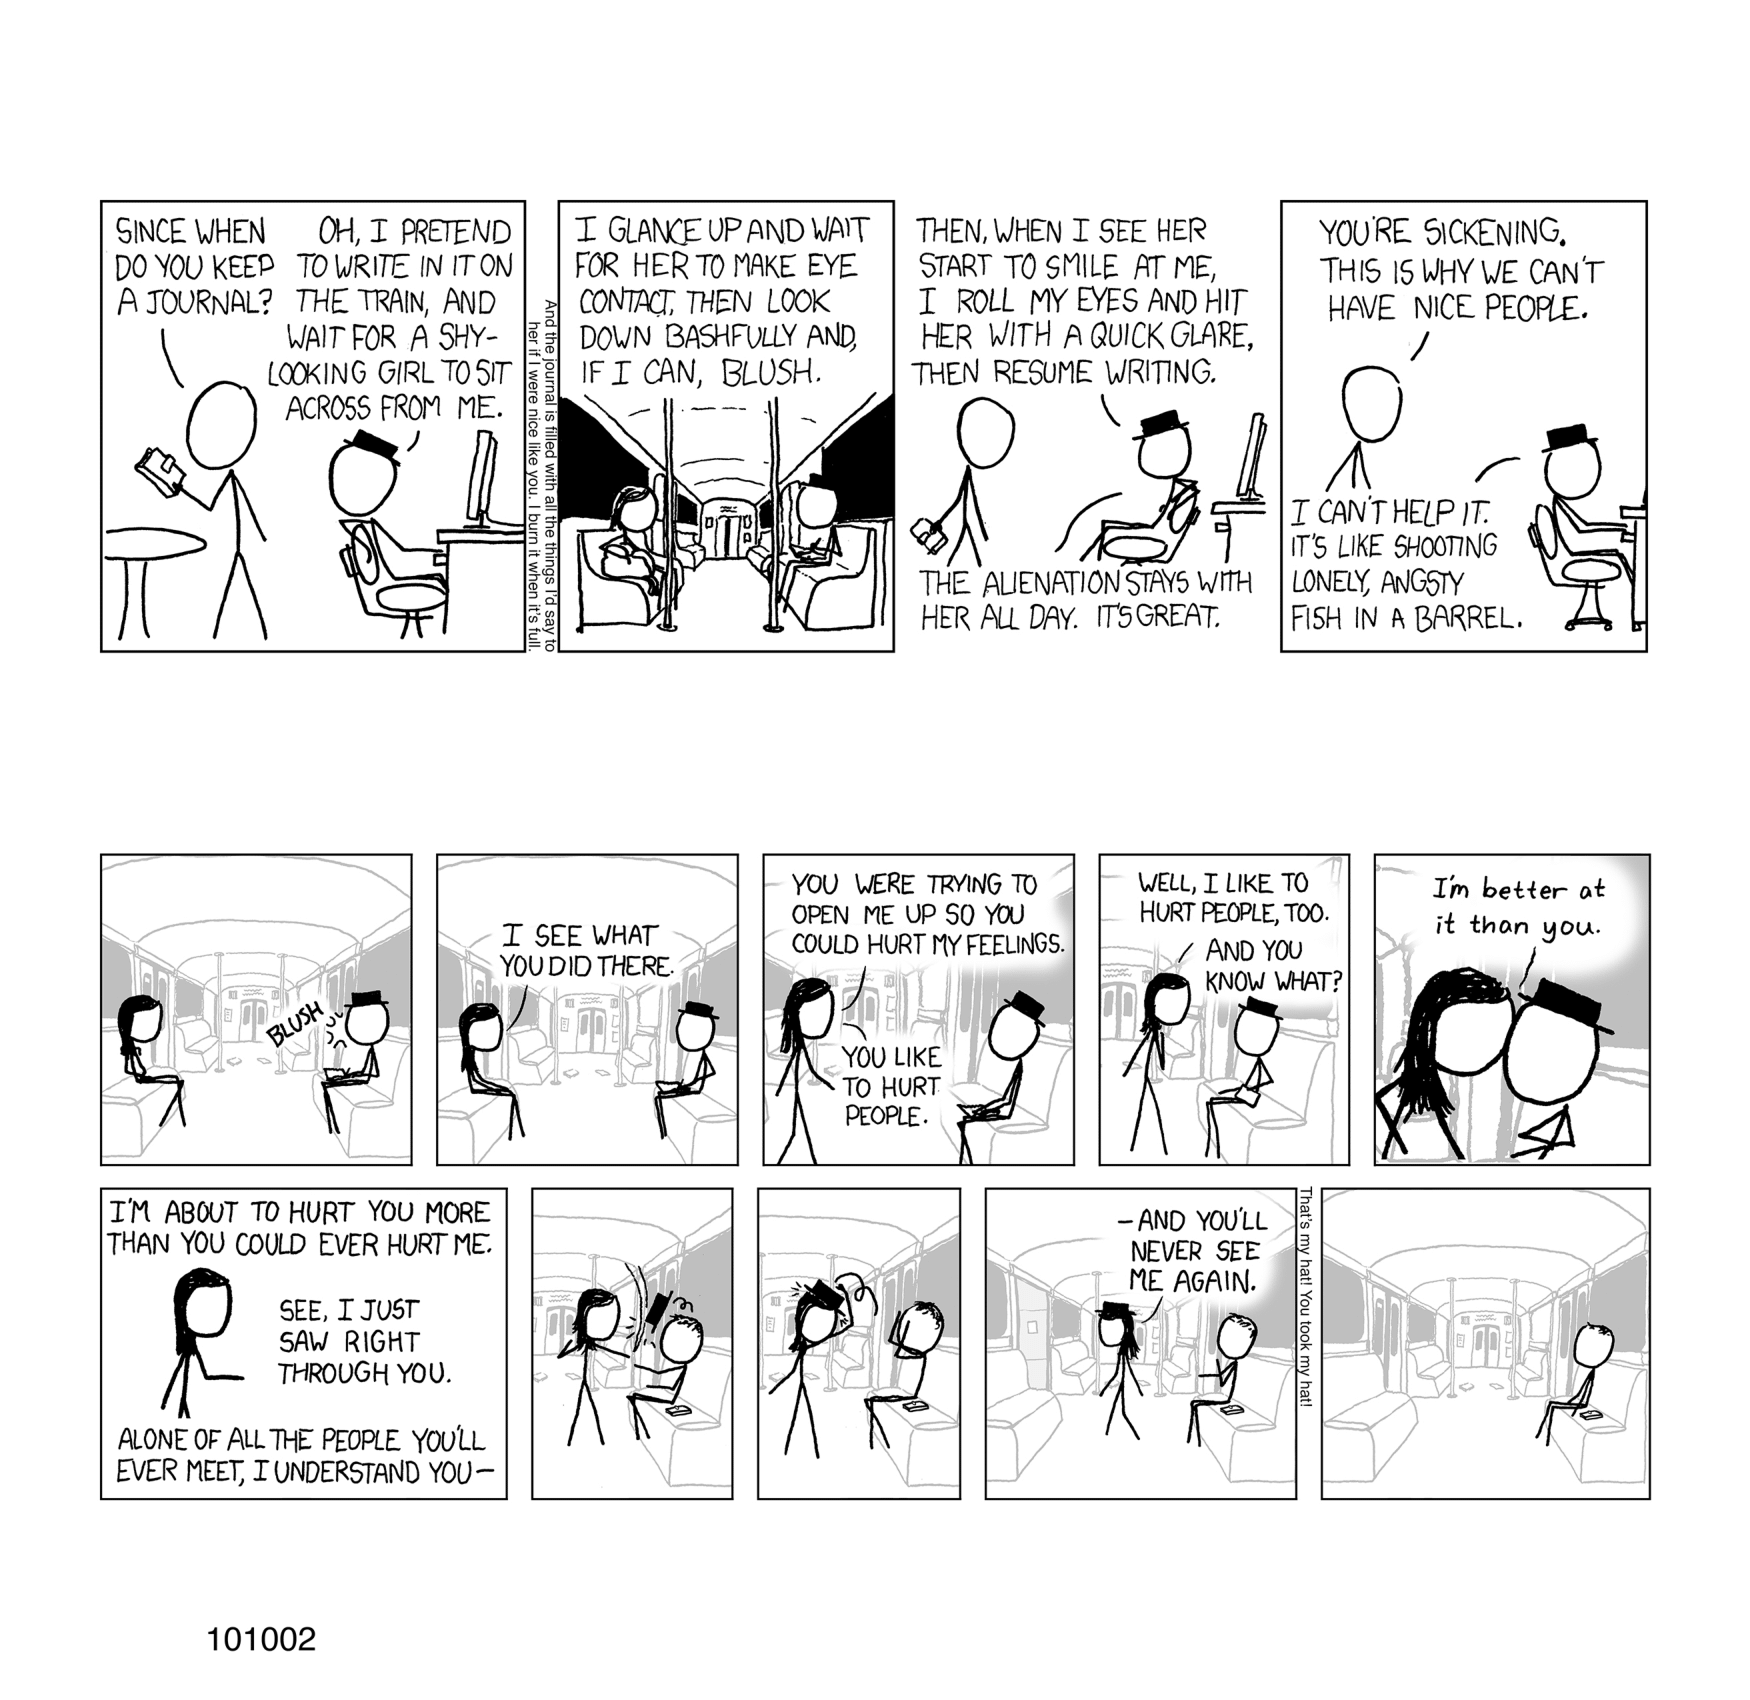 SINCE WHEN
DO YOU KEEP
A JOURNAL?
OH, I PRETEND
TO WRITE IN IT ON
THE TRAIN, AND
WAIT FOR A SHY-
LOOKING GIRL TO SIT
ACROSS FROM ME.
And the journal is filled with all the things I'd say to
her if I were nice like you. I burn it when it's full.
I GLANCE UP AND WAIT
FOR HER TO MAKE EYE
CONTACT, THEN LOOK
DOWN BASHFULLY AND,
IF I CAN, BLUSH.
THEN, WHEN I SEE HER
START TO SMILE AT ME,
I ROLL MY EYES AND HIT
HER WITH A QUICK GLARE,
THEN RESUME WRITING.
THE ALIENATION STAYS WITH
HER ALL DAY. IT'S GREAT.
YOU'RE SICKENING.
THIS IS WHY WE CAN'T
HAVE NICE PEOPLE.
I CAN'T HELP IT.
IT'S LIKE SHOOTING
LONELY, ANGSTY
FISH IN A BARREL.
BLUSH
I SEE WHAT
YOU DID THERE.
YOU WERE TRYING TO
OPEN ME UP SO YOU
COULD HURT MY FEELINGS.
YOU LIKE
TO HURT
PEOPLE.
WELL, I LIKE TO
HURT PEOPLE, TOO.
AND YOU
KNOW WHAT?
I'm better at
it than you.
I'M ABOUT TO HURT YOU MORE
THAN YOU COULD EVER HURT ME.
SEE, I JUST
SAW RIGHT
THROUGH YOU.
ALONE OF ALL THE PEOPLE YOU'LL
EVER MEET, I UNDERSTAND YOU—
—AND YOU'LL
NEVER SEE
ME AGAIN.
That's my hat! You took my hat!
101002